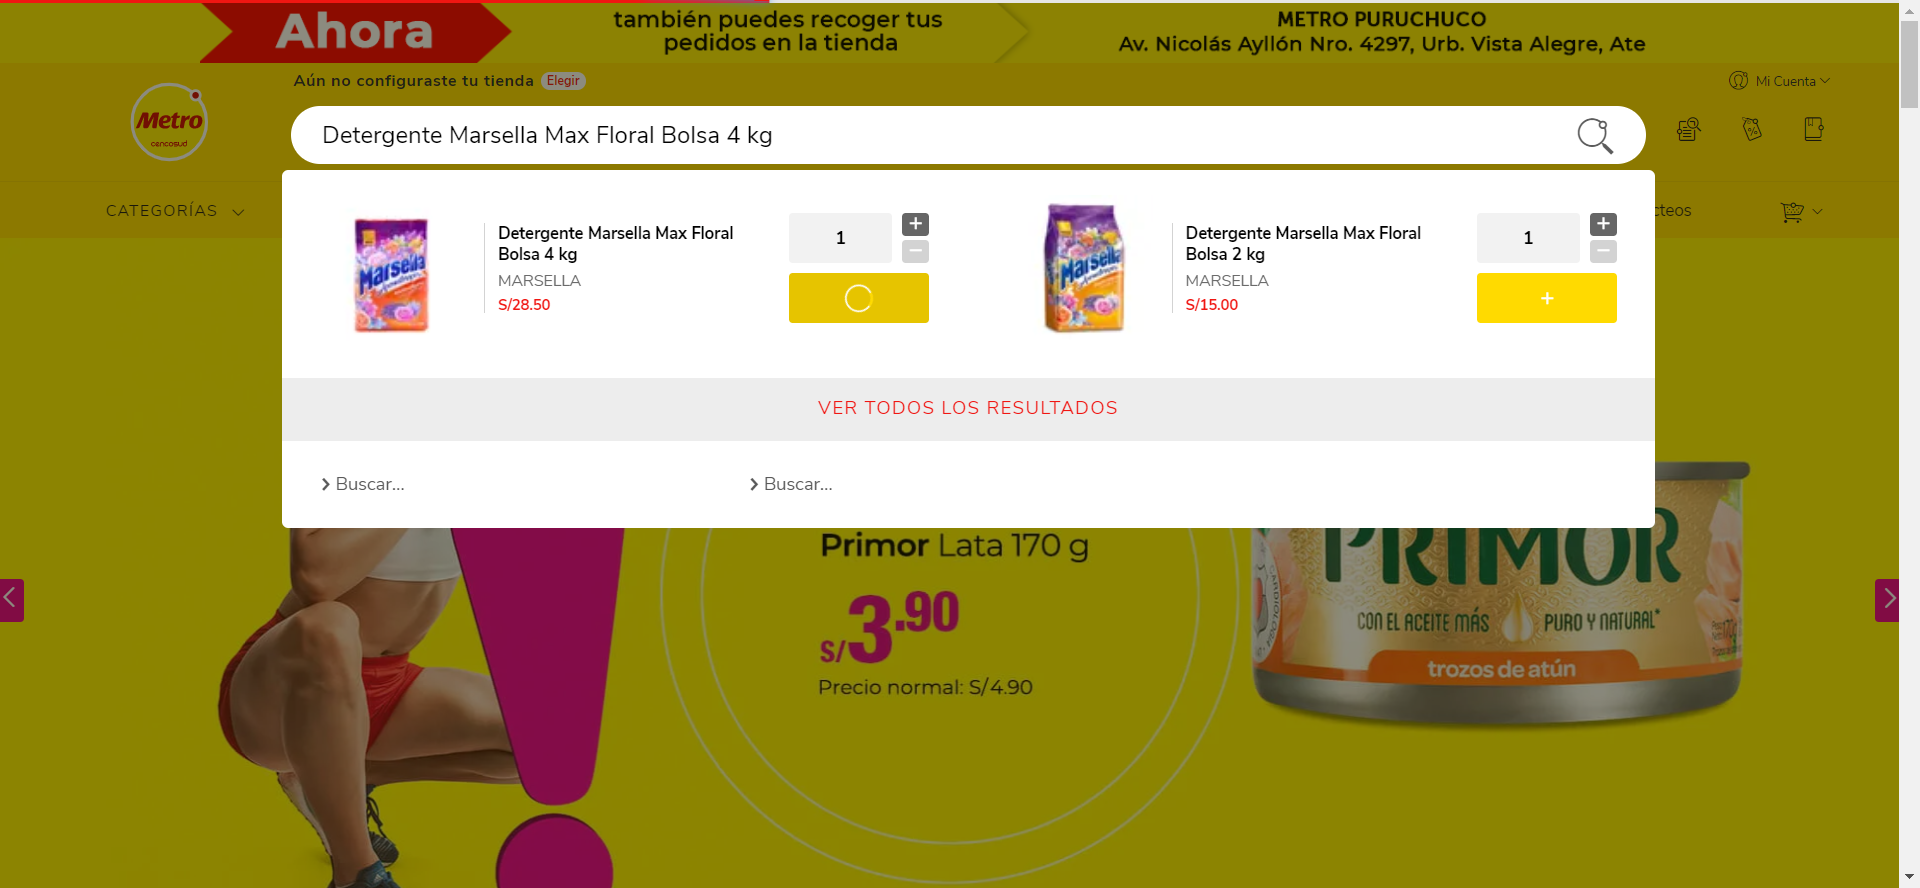 Ahora
también puedes recoger tus
pedidos en la tienda
METRO PURUCHUCO
Av. Nicolás Ayllón Nro. 4297, Urb. Vista Alegre, Ate
Aún no configuraste tu tienda Elegir
Mi Cuenta
Metro
cencosud
Detergente Marsella Max Floral Bolsa 4 kg
CATEGORÍAS
cteos
Detergente Marsella Max Floral
Bolsa 4 kg
MARSELLA
S/28.50
1
+
−
Marsella
Detergente Marsella Max Floral
Bolsa 2 kg
MARSELLA
S/15.00
1
+
−
+
Marsella
VER TODOS LOS RESULTADOS
Buscar...
Buscar...
Primor Lata 170 g
S/3.90
Precio normal: S/4.90
PRIMOR
CON EL ACEITE MÁS PURO Y NATURAL*
trozos de atún